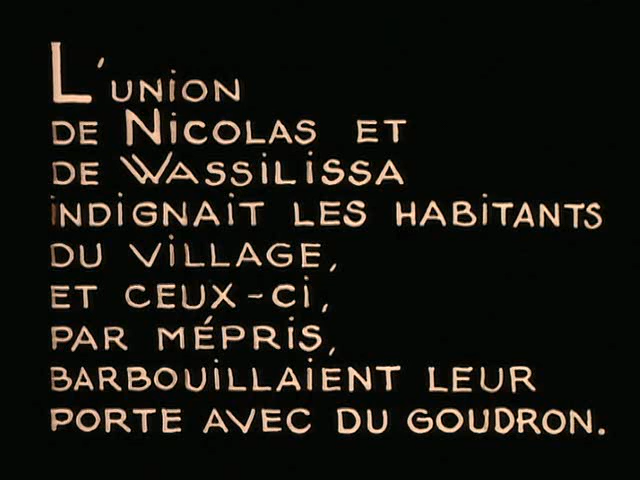 L'UNION
DE NICOLAS ET
DE WASSILISSA
INDIGNAIT LES HABITANTS
DU VILLAGE,
ET CEUX-CI,
PAR MÉPRIS,
BARBOUILLAIENT LEUR
PORTE AVEC DU GOUDRON.